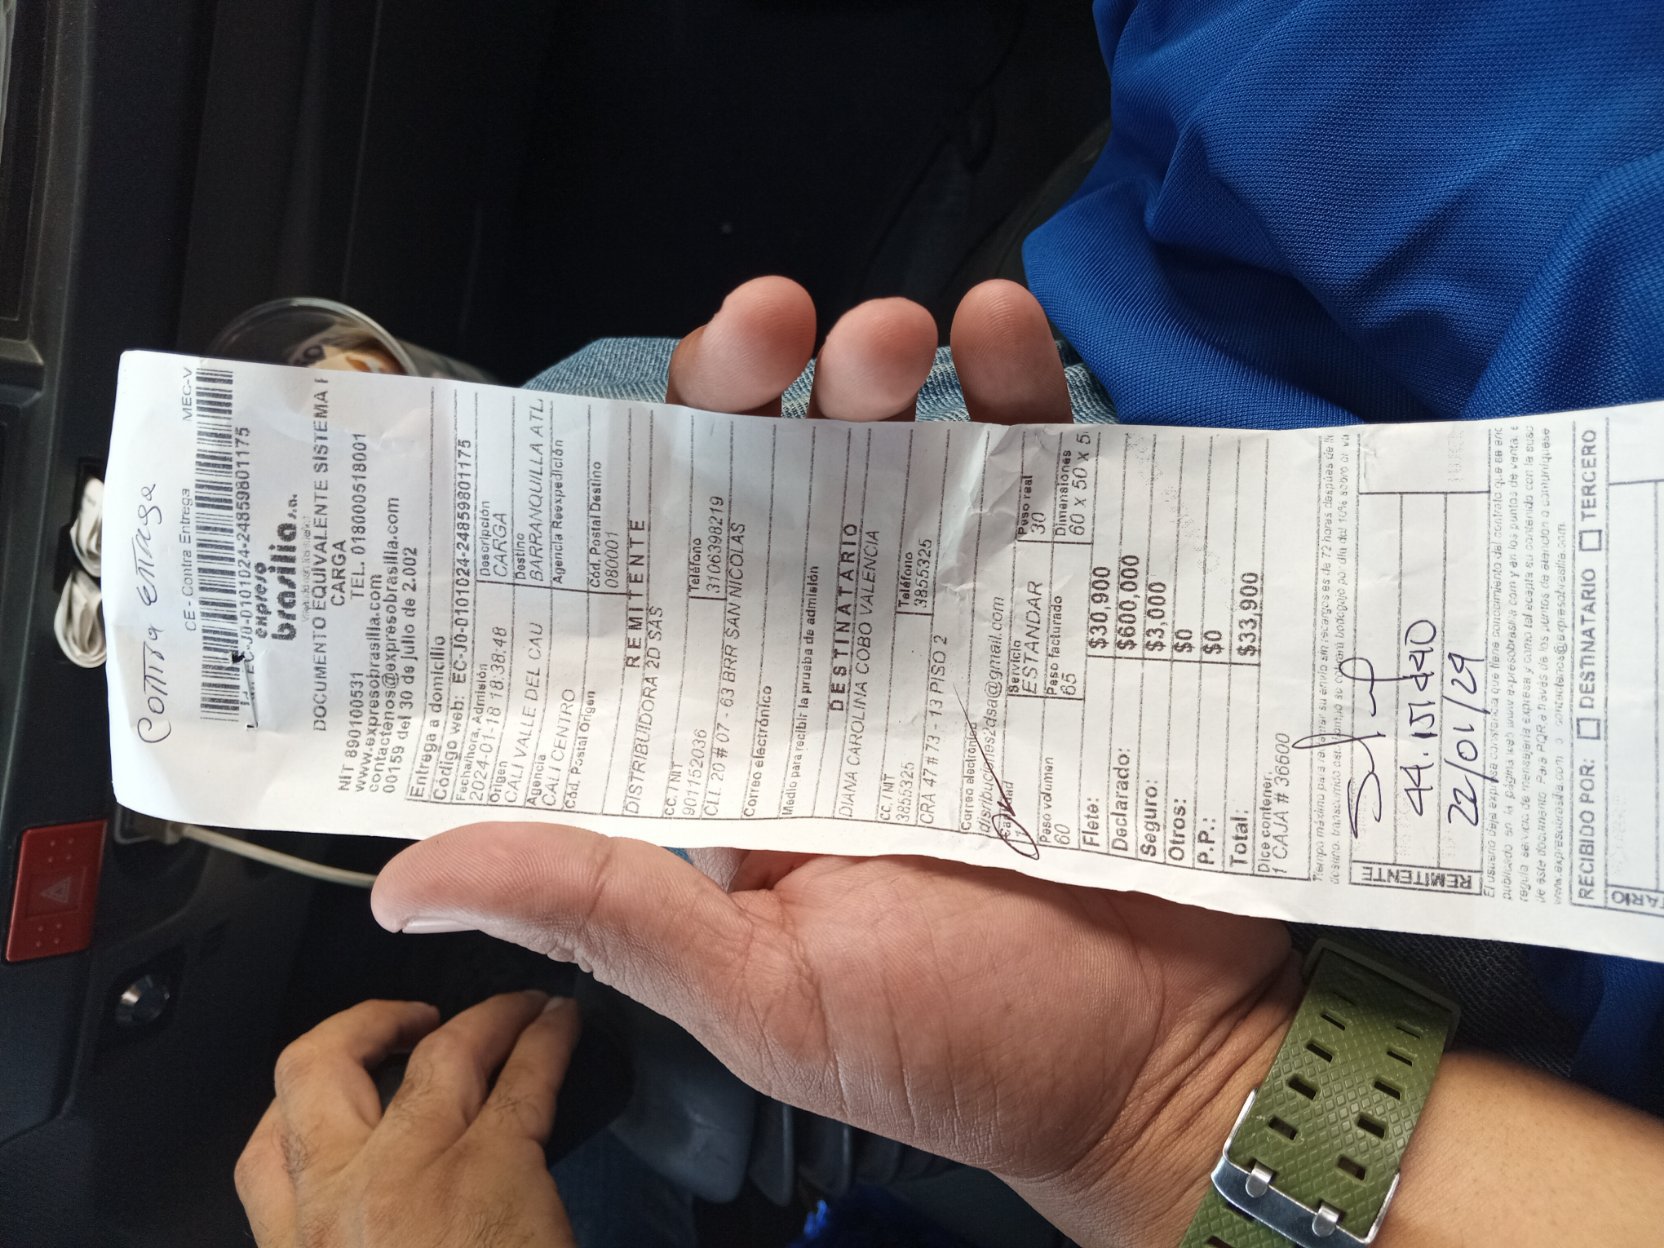 Contra Entrega
CE - Contra Entrega MEC-V
EC-J0-0101024-24859801175
expreso
brasilia s.a.
DOCUMENTO EQUIVALENTE SISTEMA
CARGA
NIT 890100531 TEL. 018000518001
www.expresobrasilia.com
contactenos@expresobrasilia.com
00159 del 30 de julio de 2.002
Entrega a domicilio
Código web: EC-J0-0101024-24859801175
Fecha/hora, Admisión Descripción
2024-01-18 18:38:48 CARGA
Origen Destino
CALI VALLE DEL CAU BARRANQUILLA ATL
Agencia Agencia Reexpedición
CALI CENTRO
Cód. Postal Origen Cód. Postal Destino
080001
REMITENTE
DISTRIBUIDORA 2D SAS
CC. / NIT Teléfono
9011152036 3106398219
CLL 20 # 07 - 63 BRR SAN NICOLAS
Correo electrónico
Medio para recibir la prueba de admisión
DESTINATARIO
DIANA CAROLINA COBO VALENCIA
CC. / NIT Teléfono
3855325 3855325
CRA 47 # 73 - 13 PISO 2
Correo electrónico
distribuciones2dsa@gmail.com
Servicio Peso real
1 ESTANDAR 30
Peso volumen Peso facturado Dimensiones
60 65 60 x 50 x 5
Flete: $30,900
Declarado: $600,000
Seguro: $3,000
Otros: $0
P.P.: $0
Total: $33,900
Dice contener:
1 CAJA # 36600
REMITENTE
44.151440
22/01/24
RECIBIDO POR: DESTINATARIO TERCERO